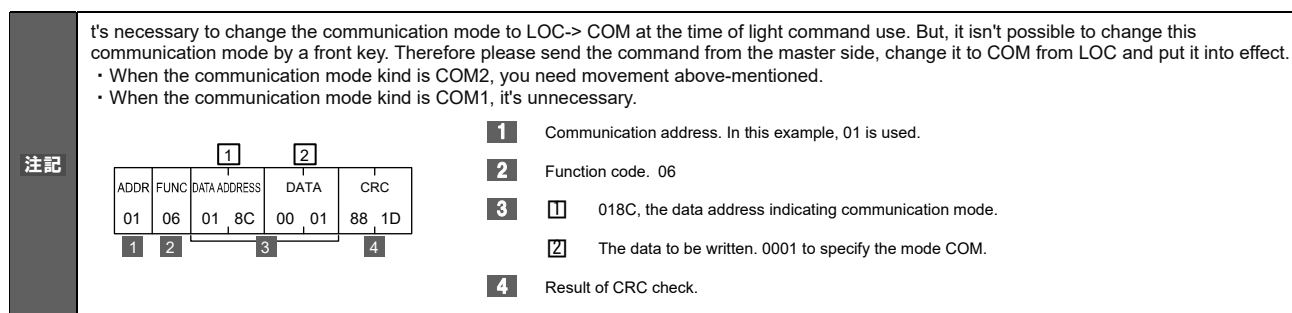 t's necessary to change the communication mode to LOC-> COM at the time of light command use. But, it isn't possible to change this
communication mode by a front key. Therefore please send the command from the master side, change it to COM from LOC and put it into effect.
・When the communication mode kind is COM2, you need movement above-mentioned.
・When the communication mode kind is COM1, it's unnecessary.
注記
1 2
ADDR FUNC DATA ADDRESS DATA CRC
01 06 01 8C 00 01 88 1D
1 2 3 4
1 Communication address. In this example, 01 is used.
2 Function code. 06
3 1 018C, the data address indicating communication mode.
2 The data to be written. 0001 to specify the mode COM.
4 Result of CRC check.